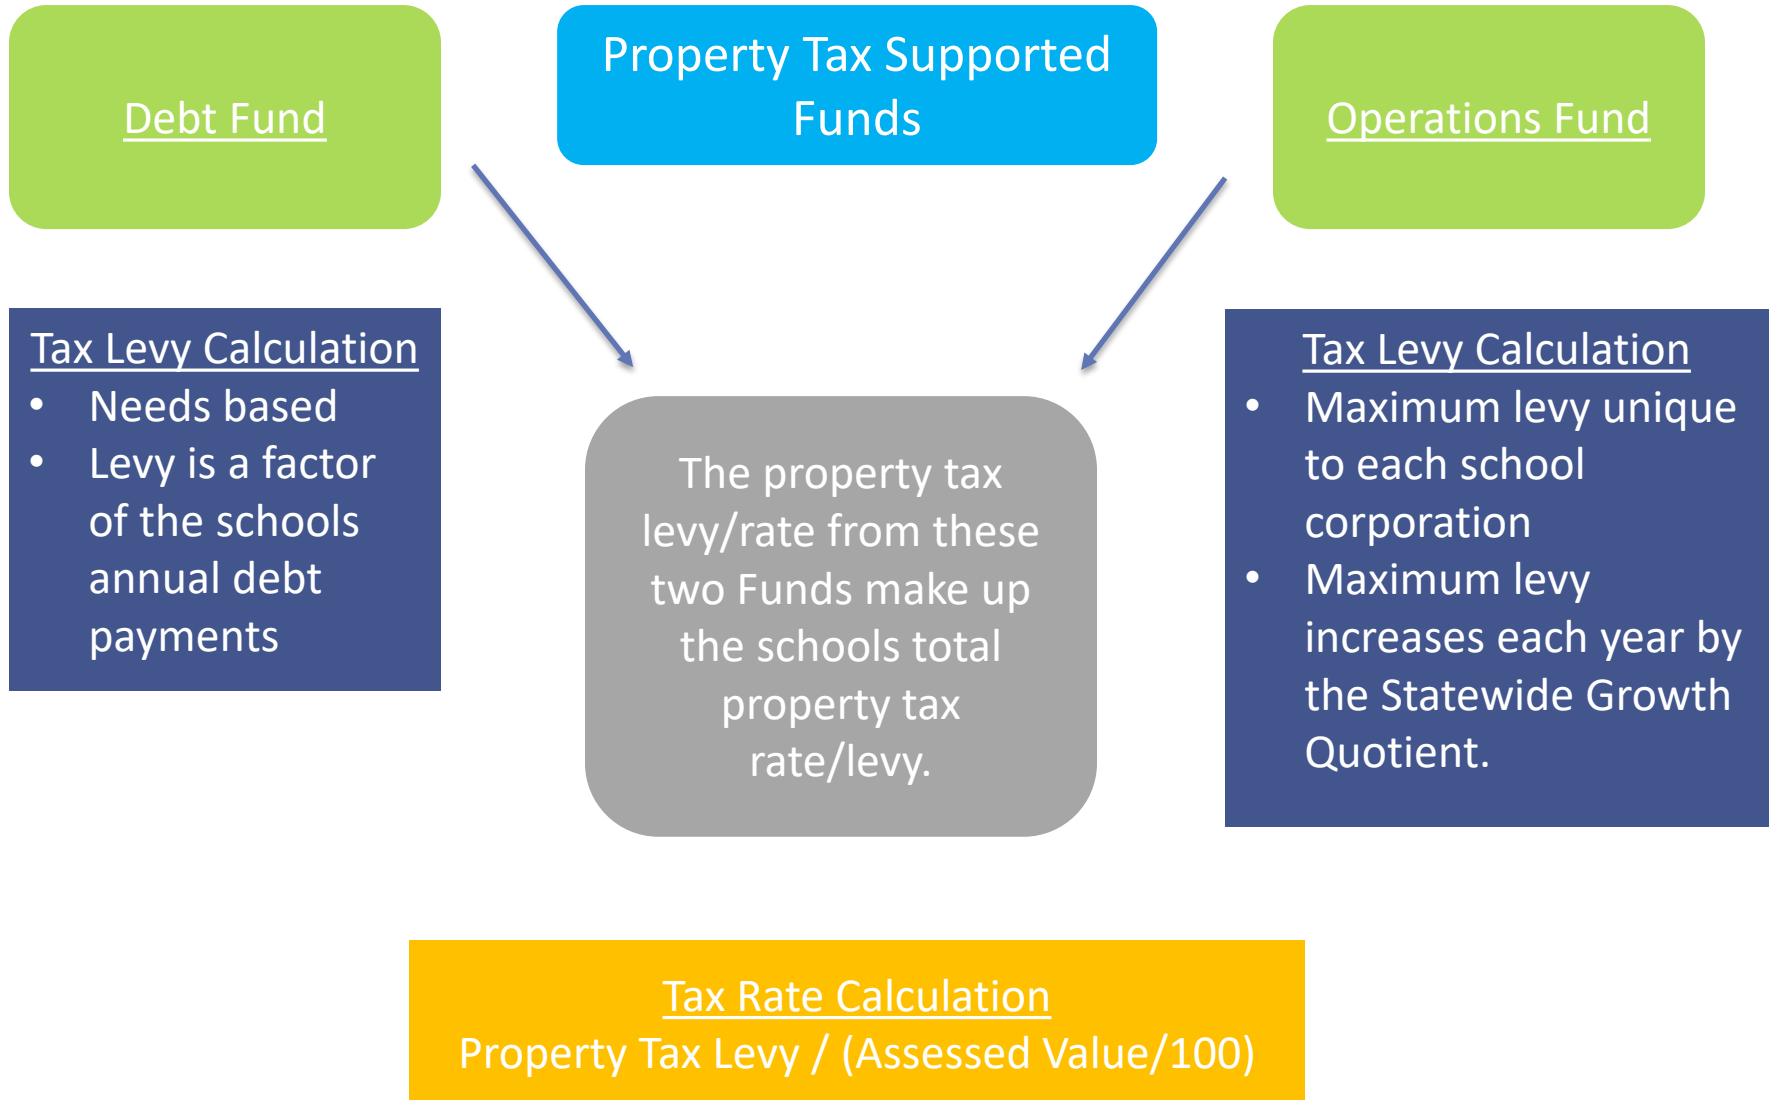 Debt Fund
Property Tax Supported
Funds
Operations Fund
Tax Levy Calculation
• Needs based
• Levy is a factor
of the schools
annual debt
payments
The property tax
levy/rate from these
two Funds make up
the schools total
property tax
rate/levy.
Tax Levy Calculation
• Maximum levy unique
to each school
corporation
• Maximum levy
increases each year by
the Statewide Growth
Quotient.
Tax Rate Calculation
Property Tax Levy / (Assessed Value/100)